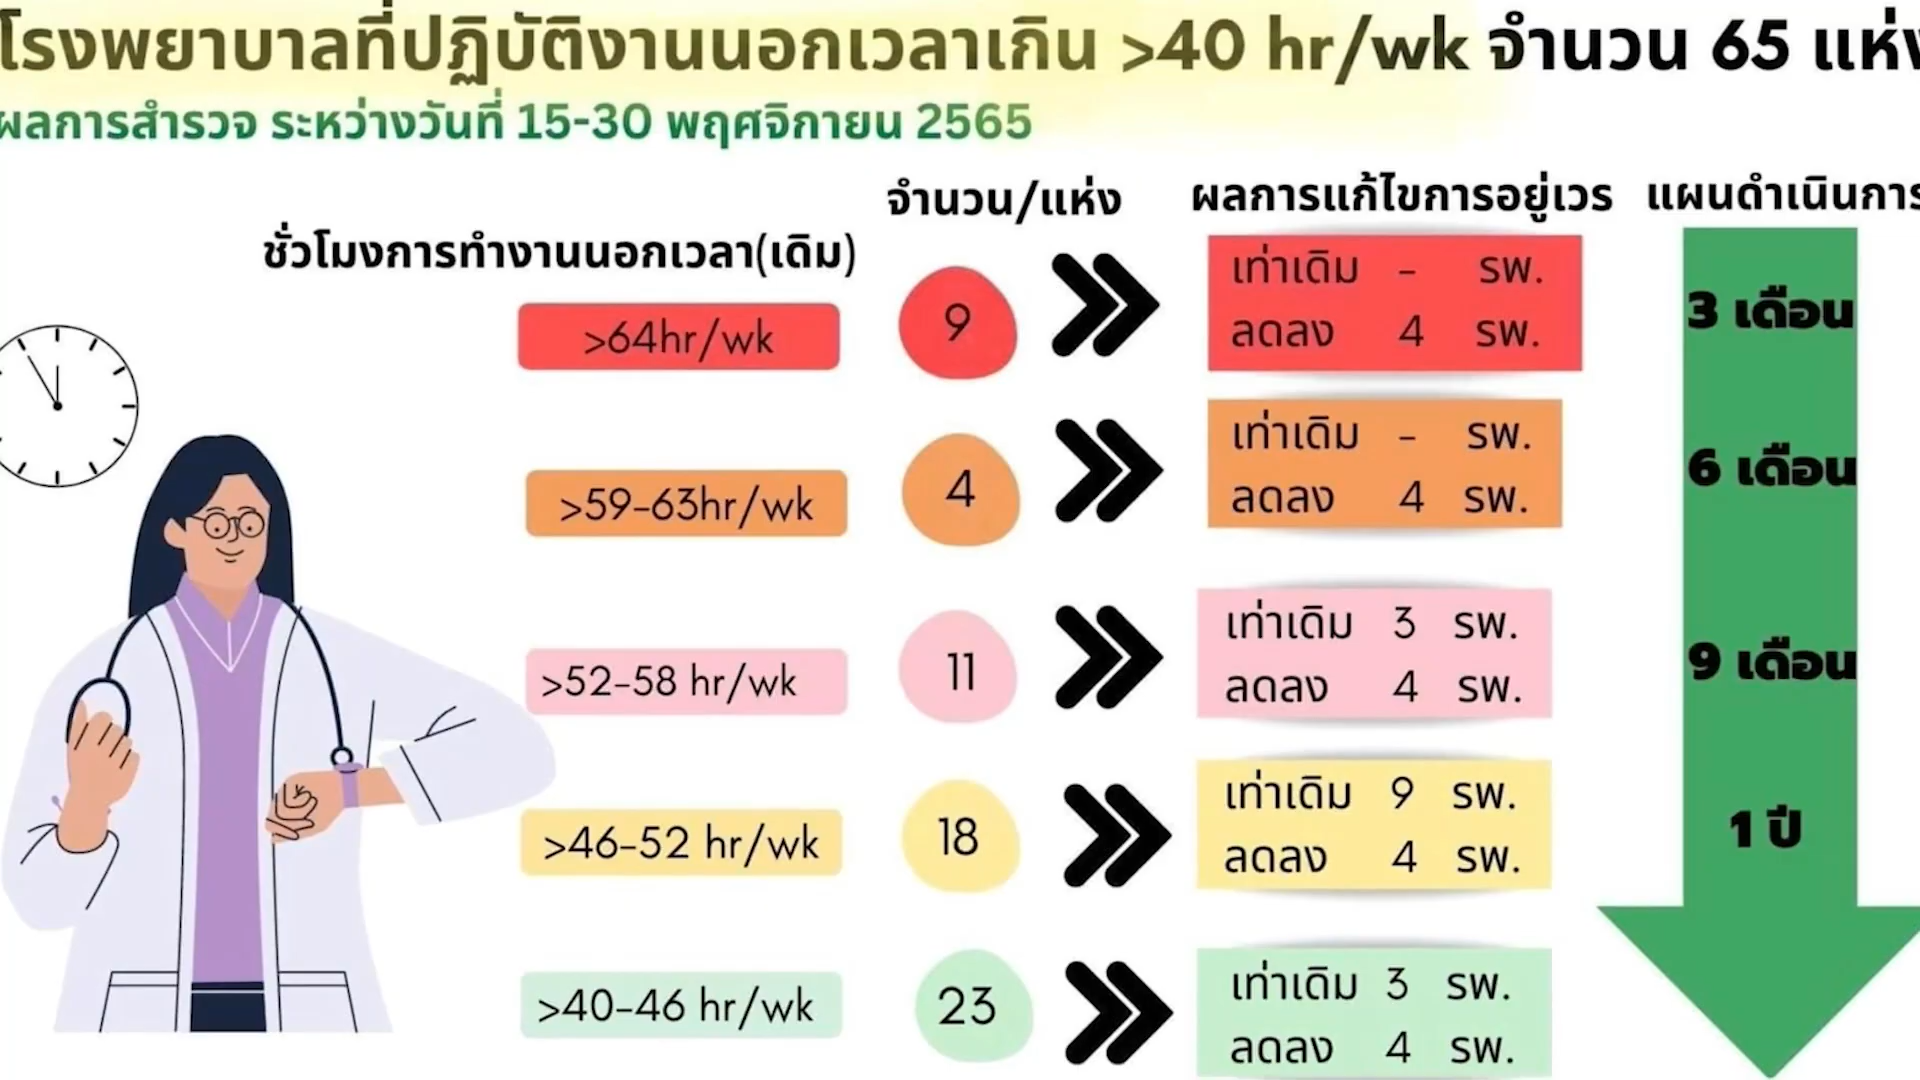 โรงพยาบาลที่ปฏิบัติงานนอกเวลาเกิน >40 hr/wk จำนวน 65 แห่ง
ผลการสำรวจ ระหว่างวันที่ 15-30 พฤศจิกายน 2565
ชั่วโมงการทำงานนอกเวลา(เดิม)
จำนวน/แห่ง
ผลการแก้ไขการอยู่เวร
แผนดำเนินการ
>64hr/wk
9
เท่าเดิม - รพ.
ลดลง 4 รพ.
3 เดือน
>59-63hr/wk
4
เท่าเดิม - รพ.
ลดลง 4 รพ.
6 เดือน
>52-58 hr/wk
11
เท่าเดิม 3 รพ.
ลดลง 4 รพ.
9 เดือน
>46-52 hr/wk
18
เท่าเดิม 9 รพ.
ลดลง 4 รพ.
1 ปี
>40-46 hr/wk
23
เท่าเดิม 3 รพ.
ลดลง 4 รพ.